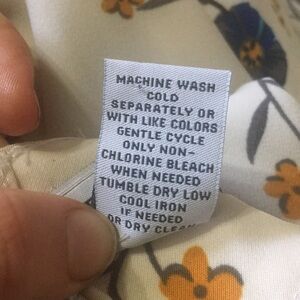 MACHINE WASH
COLD
SEPARATELY OR
WITH LIKE COLORS
GENTLE CYCLE
ONLY NON-
CHLORINE BLEACH
WHEN NEEDED
TUMBLE DRY LOW
COOL IRON
IF NEEDED
OR DRY CLEAN